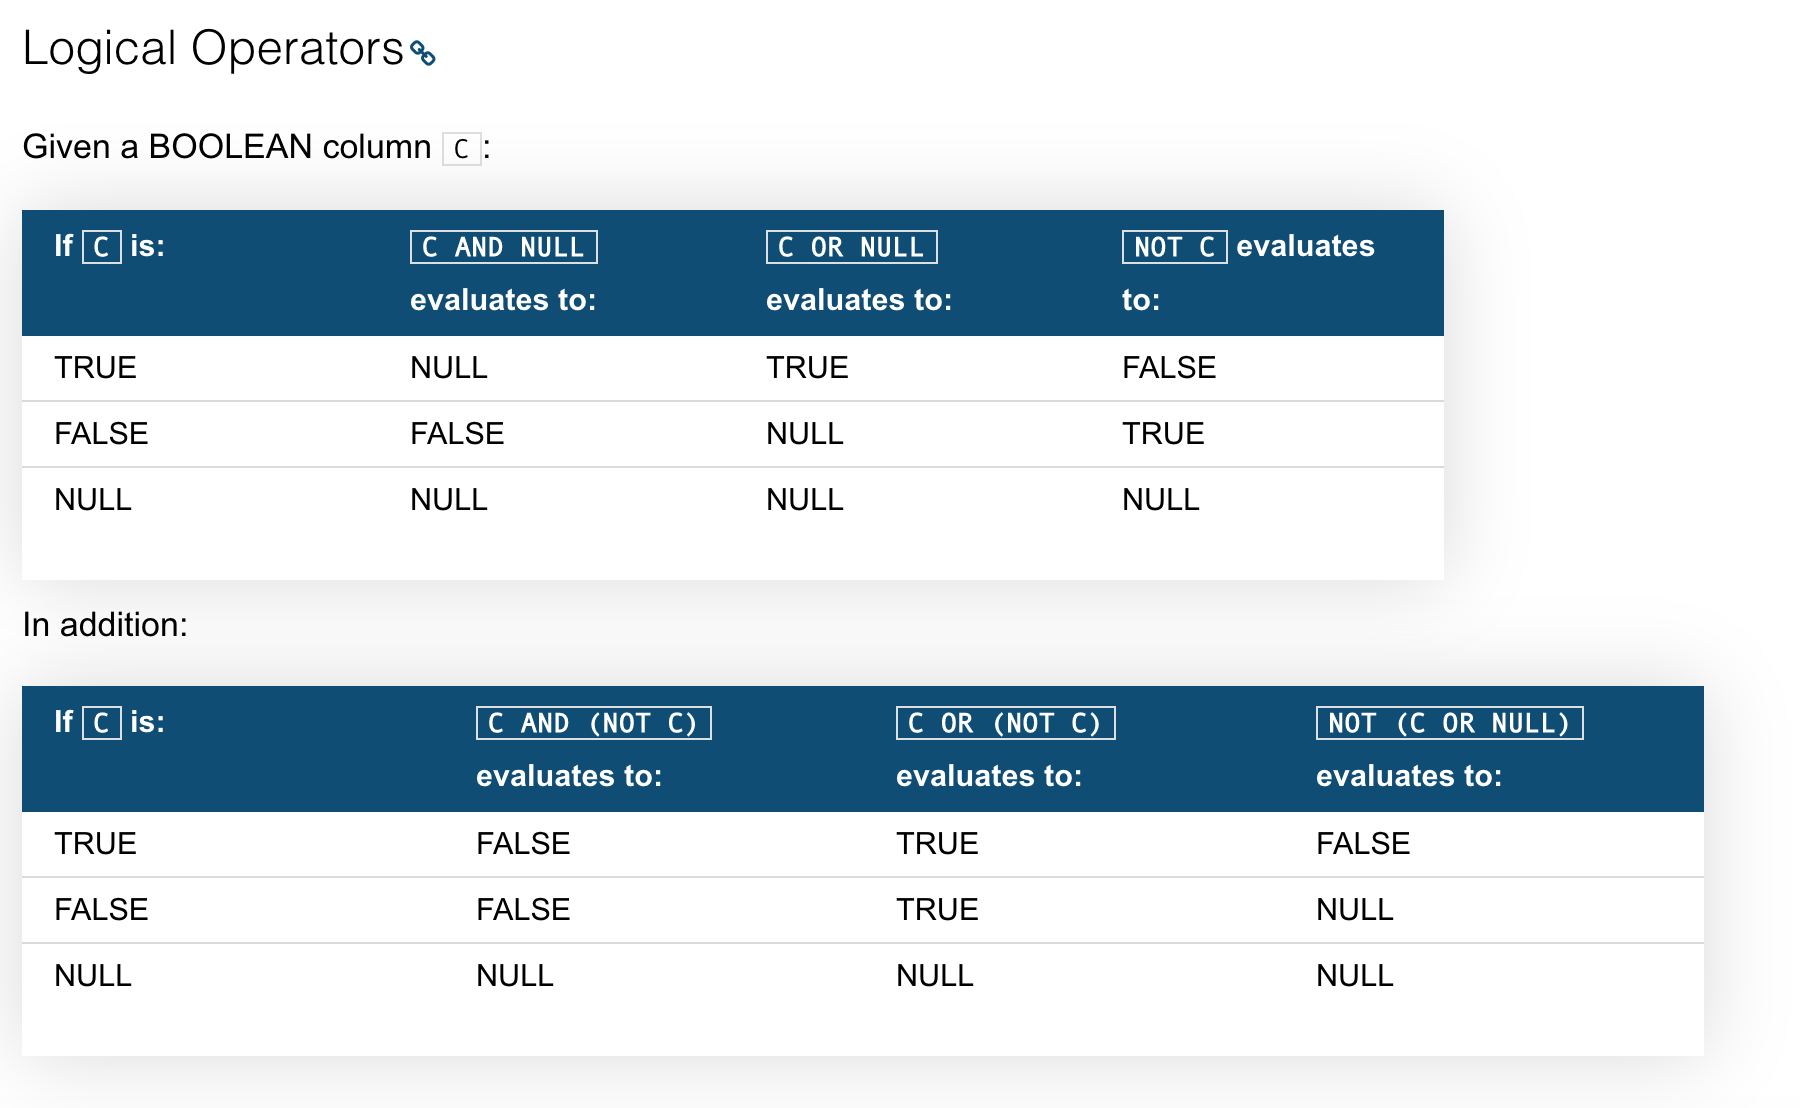 Logical Operators
Given a BOOLEAN column C:
If C is: C AND NULL evaluates to: C OR NULL evaluates to: NOT C evaluates to:
TRUE NULL TRUE FALSE
FALSE FALSE NULL TRUE
NULL NULL NULL NULL
In addition:
If C is: C AND (NOT C) evaluates to: C OR (NOT C) evaluates to: NOT (C OR NULL) evaluates to:
TRUE FALSE TRUE FALSE
FALSE FALSE TRUE NULL
NULL NULL NULL NULL